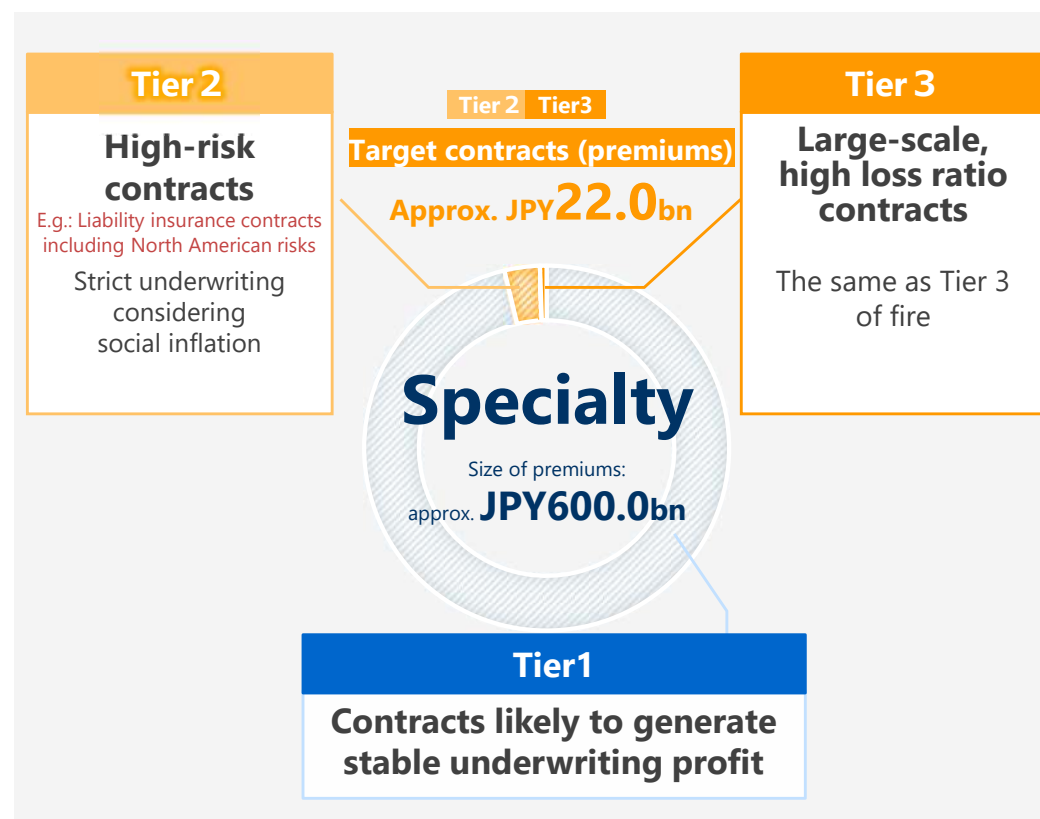 Tier 2
High-risk
contracts
E.g.: Liability insurance contracts
including North American risks
Strict underwriting
considering
social inflation
Tier 2 Tier3
Target contracts (premiums)
Approx. JPY22.0bn
Tier 3
Large-scale,
high loss ratio
contracts
The same as Tier 3
of fire
Specialty
Size of premiums:
approx. JPY600.0bn
Tier1
Contracts likely to generate
stable underwriting profit